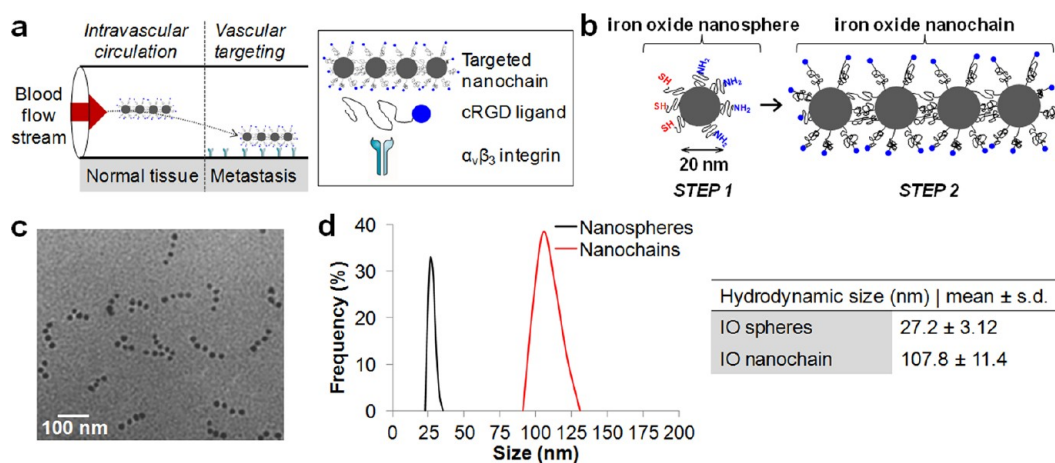 a
Intravascular circulation
Vascular targeting
Blood flow stream
Normal tissue
Metastasis
Targeted nanochain
cRGD ligand
αvβ3 integrin
b
iron oxide nanosphere
iron oxide nanochain
SH
SH
SH
NH2
NH2
NH2
NH2
20 nm
STEP 1
STEP 2
c
100 nm
d
Nanospheres
Nanochains
Frequency (%)
40
30
20
10
0
0 25 50 75 100 125 150 175 200
Size (nm)
Hydrodynamic size (nm) | mean ± s.d.
IO spheres 27.2 ± 3.12
IO nanochain 107.8 ± 11.4